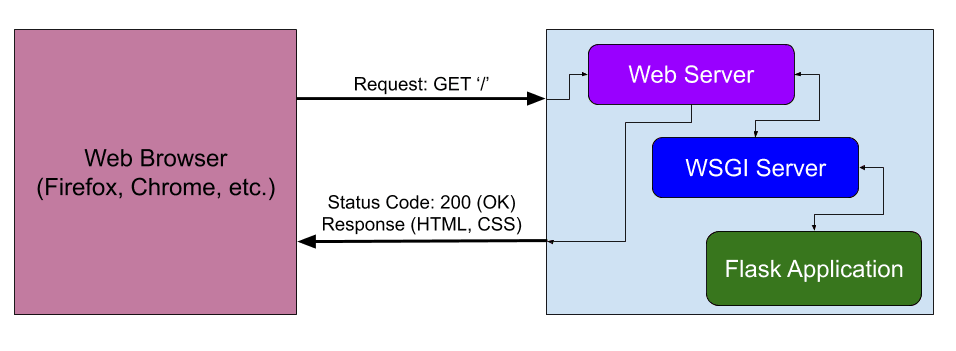 Web Browser
(Firefox, Chrome, etc.)
Request: GET ‘/’
Status Code: 200 (OK)
Response (HTML, CSS)
Web Server
WSGI Server
Flask Application